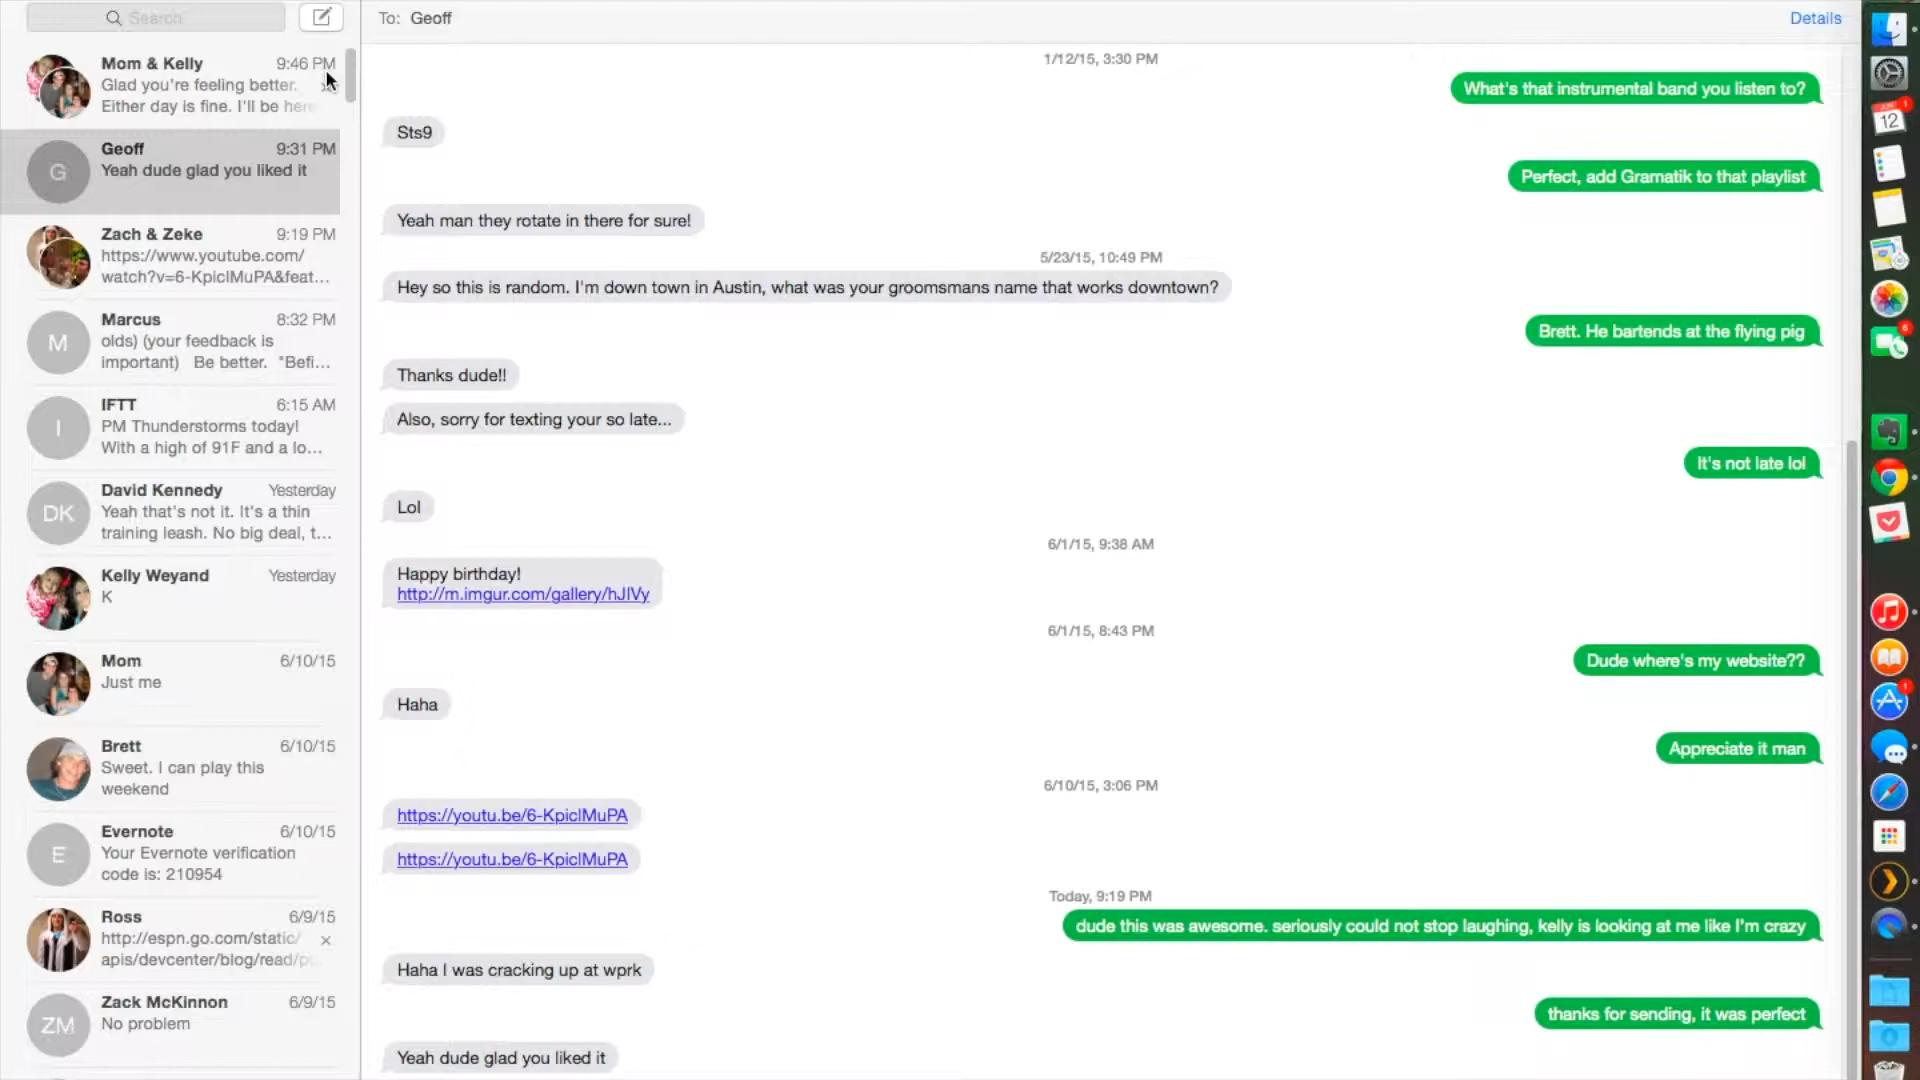 Search
To: Geoff
Details
Mom & Kelly 9:46 PM
Glad you're feeling better.
Either day is fine. I'll be here
Geoff 9:31 PM
Yeah dude glad you liked it
G
Zach & Zeke 9:19 PM
https://www.youtube.com/
watch?v=6-KpiclMuPA&feat...
Marcus 8:32 PM
olds) (your feedback is
important) Be better. "Befi...
M
IFTT 6:15 AM
PM Thunderstorms today!
With a high of 91F and a lo...
I
David Kennedy Yesterday
Yeah that's not it. It's a thin
training leash. No big deal, t...
DK
Kelly Weyand Yesterday
K
Mom 6/10/15
Just me
Brett 6/10/15
Sweet. I can play this
weekend
Evernote 6/10/15
Your Evernote verification
code is: 210954
E
Ross 6/9/15
http://espn.go.com/static/
apis/devcenter/blog/read/
Zack McKinnon 6/9/15
No problem
ZM
1/12/15, 3:30 PM
What's that instrumental band you listen to?
Sts9
Perfect, add Gramatik to that playlist
Yeah man they rotate in there for sure!
5/23/15, 10:49 PM
Hey so this is random. I'm down town in Austin, what was your groomsmans name that works downtown?
Brett. He bartends at the flying pig
Thanks dude!!
Also, sorry for texting your so late...
It's not late lol
Lol
6/1/15, 9:38 AM
Happy birthday!
http://m.imgur.com/gallery/hJIVy
6/1/15, 8:43 PM
Dude where's my website??
Haha
Appreciate it man
6/10/15, 3:06 PM
https://youtu.be/6-KpiclMuPA
https://youtu.be/6-KpiclMuPA
Today, 9:19 PM
dude this was awesome. seriously could not stop laughing, kelly is looking at me like I'm crazy
Haha I was cracking up at wprk
thanks for sending, it was perfect
Yeah dude glad you liked it
JUN
1
12
6
1